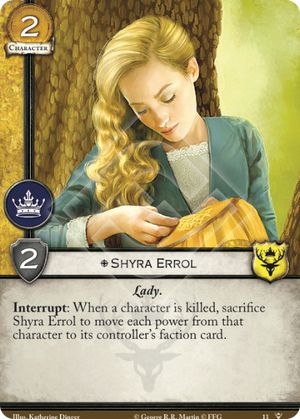 2
Character
2
Shyra Errol
Lady.
Interrupt: When a character is killed, sacrifice
Shyra Errol to move each power from that
character to its controller's faction card.
Illus. Katherine Dinger © George R.R. Martin © FFG 11